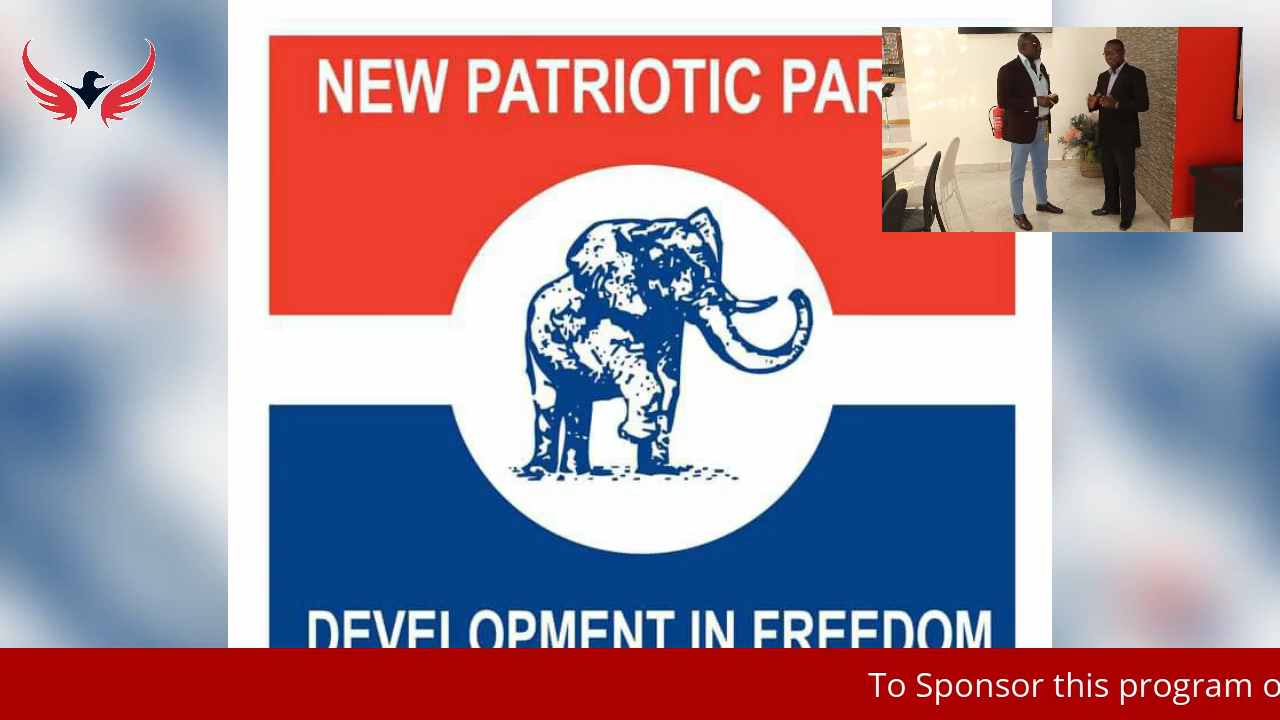 NEW PATRIOTIC PAR
DEVELOPMENT IN FREEDOM
To Sponsor this program o